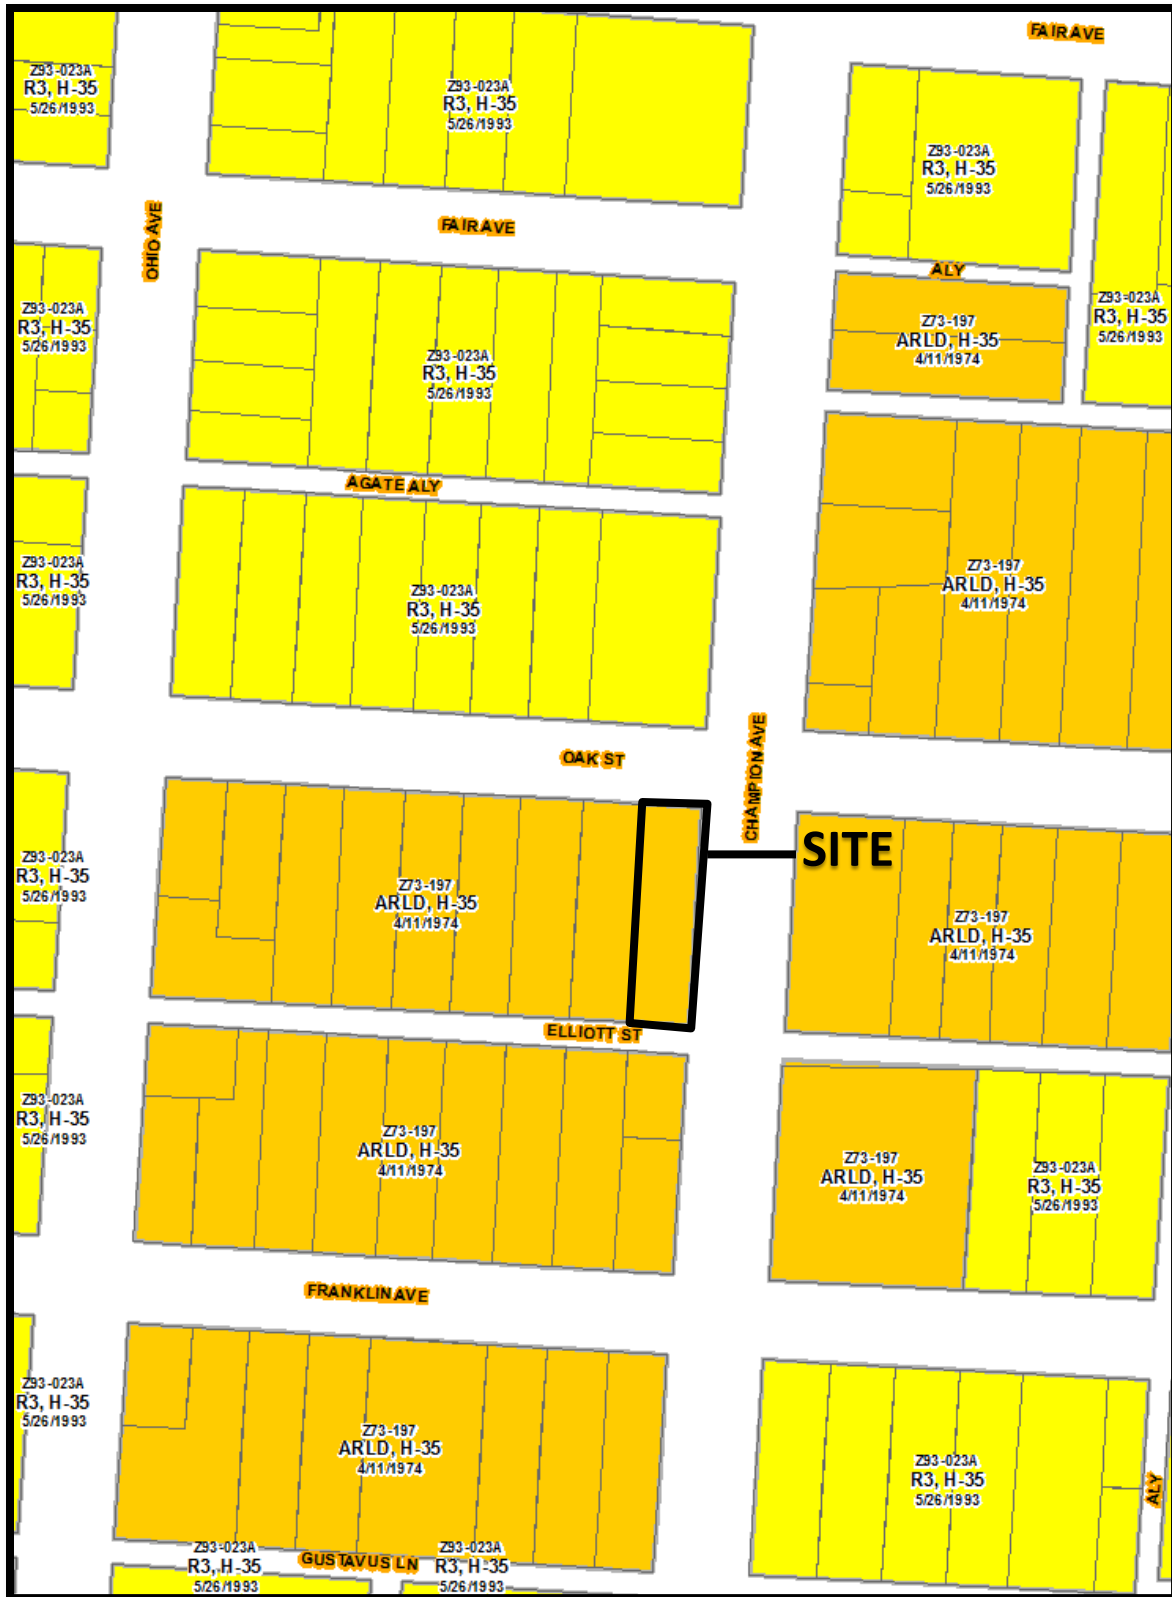 FAIR AVE
Z93-023A
R3, H-35
5/26/1993
Z93-023A
R3, H-35
5/26/1993
Z93-023A
R3, H-35
5/26/1993
OHIO AVE
FAIR AVE
ALY
Z93-023A
R3, H-35
5/26/1993
Z93-023A
R3, H-35
5/26/1993
Z73-197
ARLD, H-35
4/11/1974
Z93-023A
R3, H-35
5/26/1993
AGATE ALY
Z93-023A
R3, H-35
5/26/1993
Z93-023A
R3, H-35
5/26/1993
Z73-197
ARLD, H-35
4/11/1974
OAK ST
CHAMPION AVE
SITE
Z93-023A
R3, H-35
5/26/1993
Z73-197
ARLD, H-35
4/11/1974
Z73-197
ARLD, H-35
4/11/1974
ELLIOTT ST
Z93-023A
R3, H-35
5/26/1993
Z73-197
ARLD, H-35
4/11/1974
Z73-197
ARLD, H-35
4/11/1974
Z93-023A
R3, H-35
5/26/1993
FRANKLIN AVE
Z93-023A
R3, H-35
5/26/1993
Z73-197
ARLD, H-35
4/11/1974
Z93-023A
R3, H-35
5/26/1993
ALY
Z93-023A
R3, H-35
5/26/1993
GUSTAVUS LN
Z93-023A
R3, H-35
5/26/1993